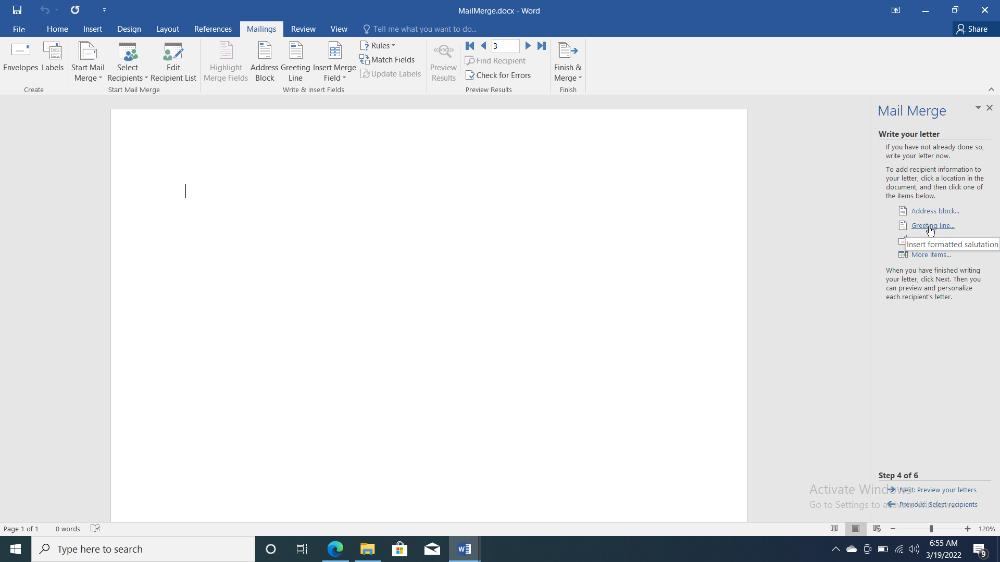 MailMerge.docx - Word
File Home Insert Design Layout References Mailings Review View Tell me what you want to do... Share
Envelopes Labels
Create
Start Mail Merge
Select Recipients
Edit Recipient List
Start Mail Merge
Highlight Merge Fields
Address Block
Greeting Line
Insert Merge Field
Rules
Match Fields
Update Labels
Write & Insert Fields
ABC
Preview Results
3
Find Recipient
Check for Errors
Preview Results
Finish & Merge
Finish
Mail Merge
Write your letter
If you have not already done so,
write your letter now.
To add recipient information to
your letter, click a location in the
document, and then click one of
the items below.
Address block...
Greeting line...
Insert formatted salutation
More items...
When you have finished writing
your letter, click Next. Then you
can preview and personalize
each recipient's letter.
Step 4 of 6
Next: Preview your letters
Previous: Select recipients
Activate Windows
Go to Settings to activate Windows.
Page 1 of 1 0 words 120%
Type here to search
6:55 AM
3/19/2022
9